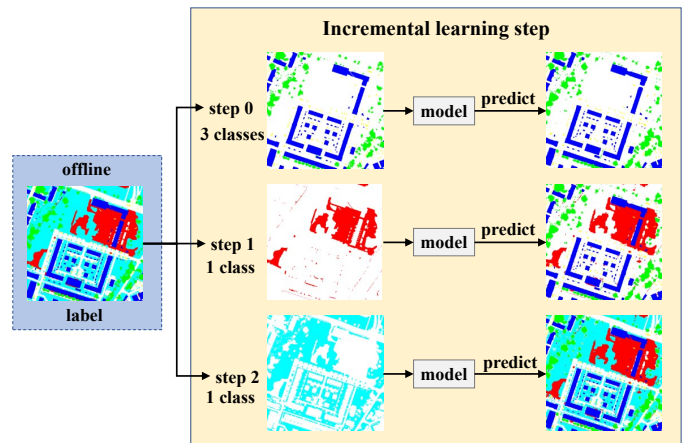 Incremental learning step
step 0
3 classes
model
predict
offline
label
step 1
1 class
model
predict
step 2
1 class
model
predict